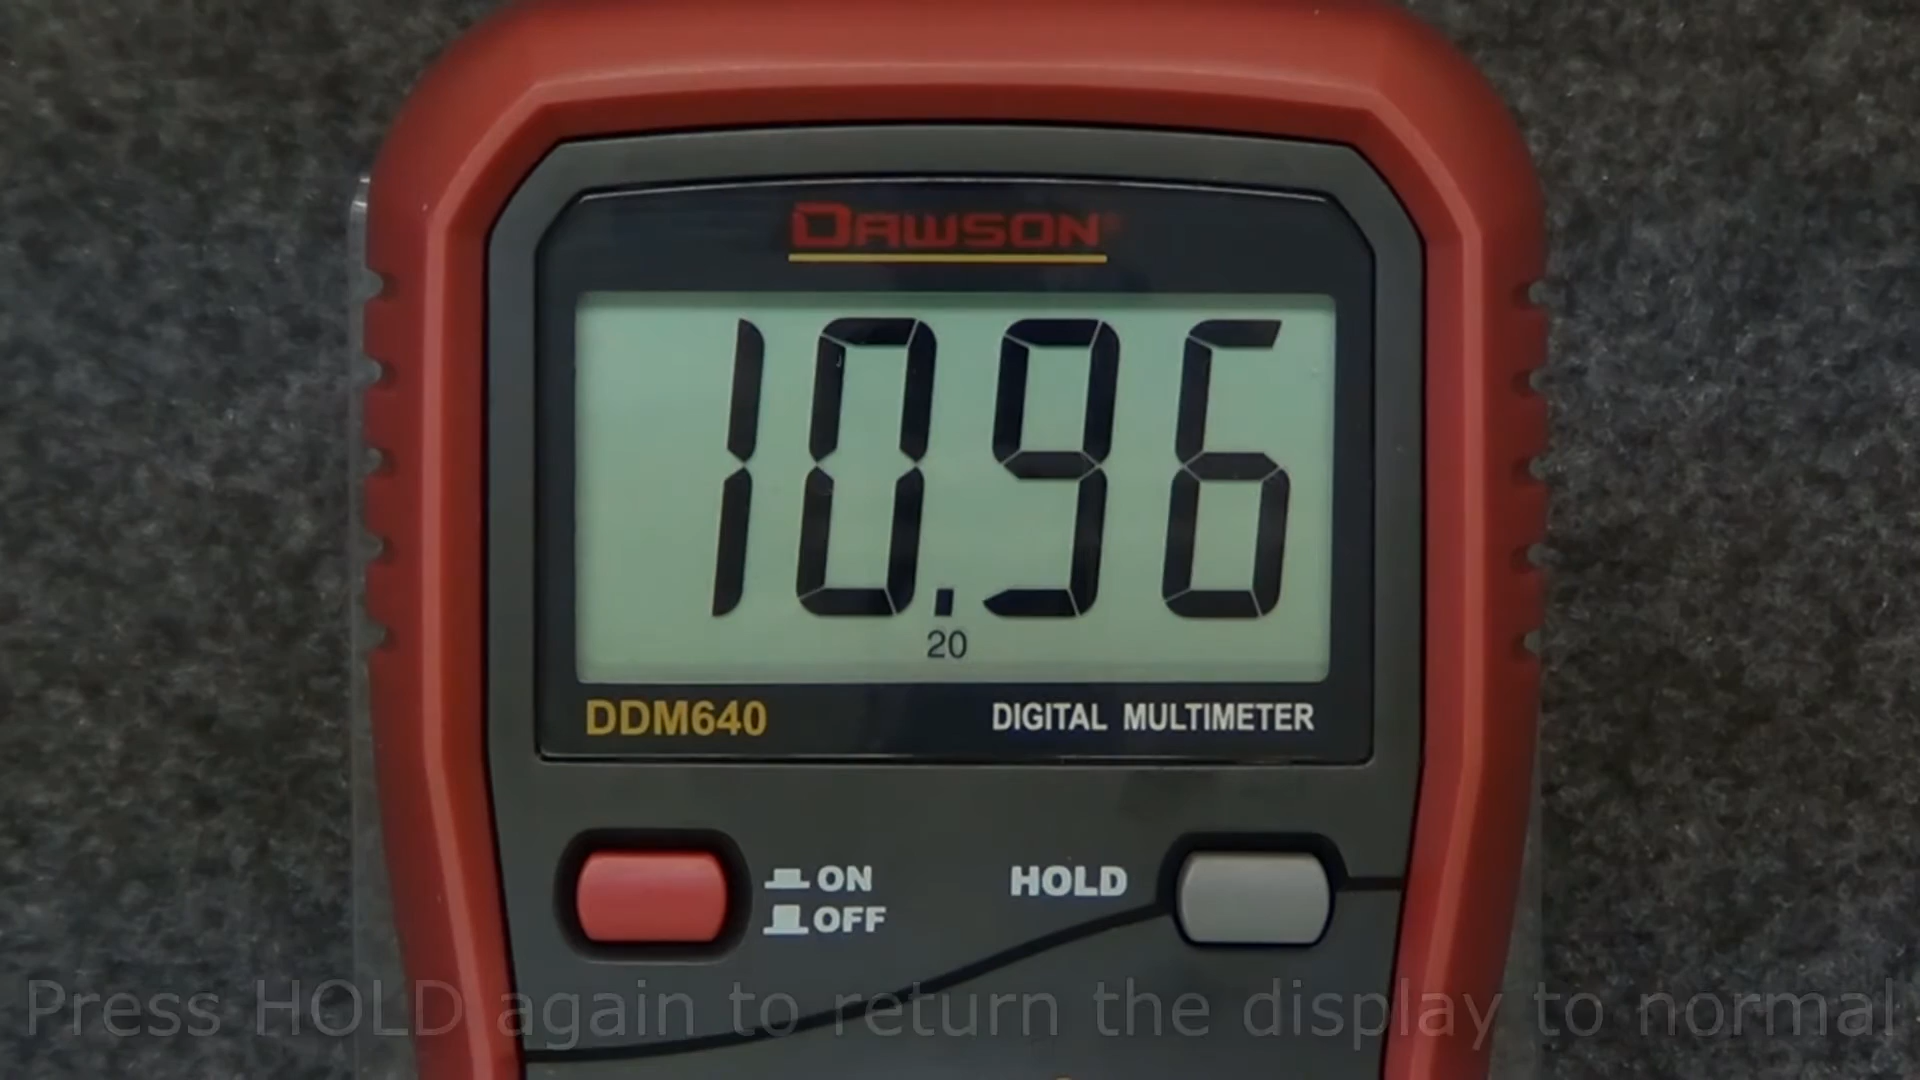 DAWSON
10.96
20
DDM640 DIGITAL MULTIMETER
ON
OFF
HOLD
Press HOLD again to return the display to normal